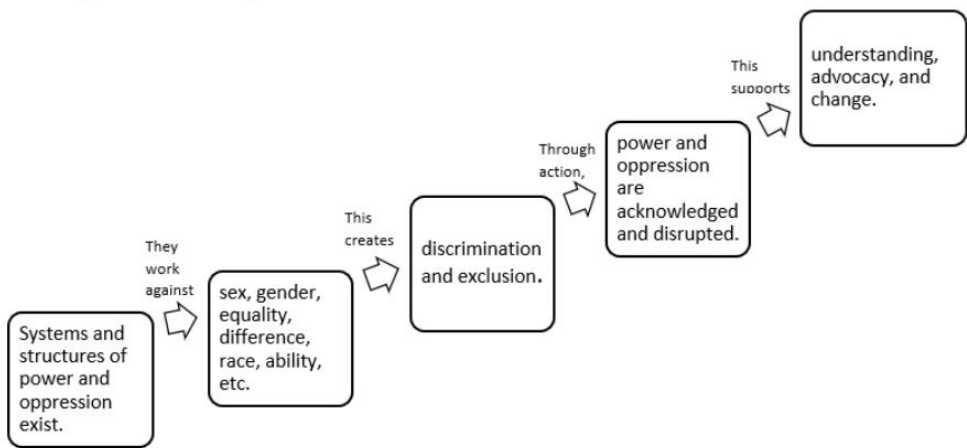 Systems and
structures of
power and
oppression
exist.
They
work
against
sex, gender,
equality,
difference,
race, ability,
etc.
This
creates
discrimination
and exclusion.
Through
action,
power and
oppression
are
acknowledged
and disrupted.
This
supports
understanding,
advocacy, and
change.